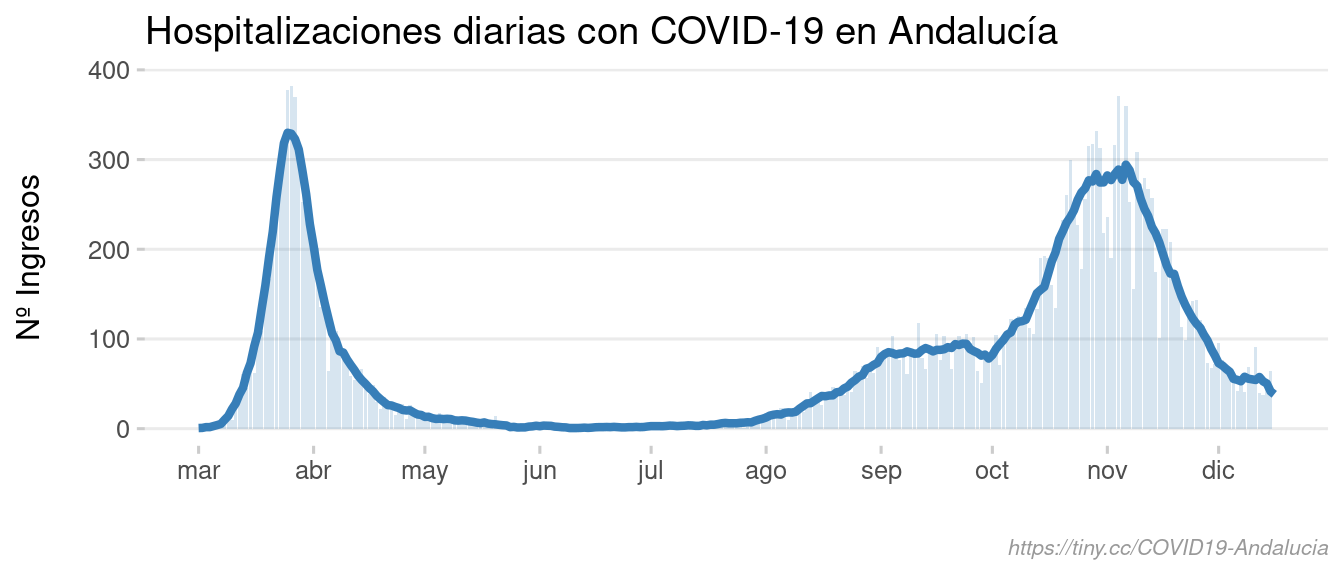 Hospitalizaciones diarias con COVID-19 en Andalucía
Nº Ingresos
400
300
200
100
0
mar abr may jun jul ago sep oct nov dic
https://tiny.cc/COVID19-Andalucia